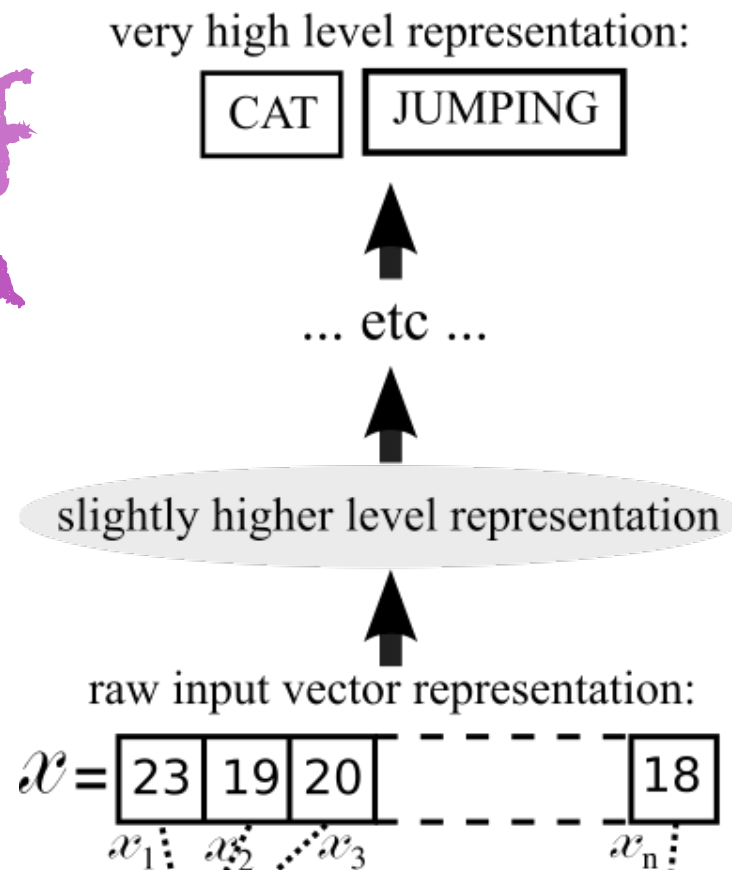 very high level representation:
CAT JUMPING
... etc ...
slightly higher level representation
raw input vector representation:
x = 23 19 20 18
x1 x2 x3 xn